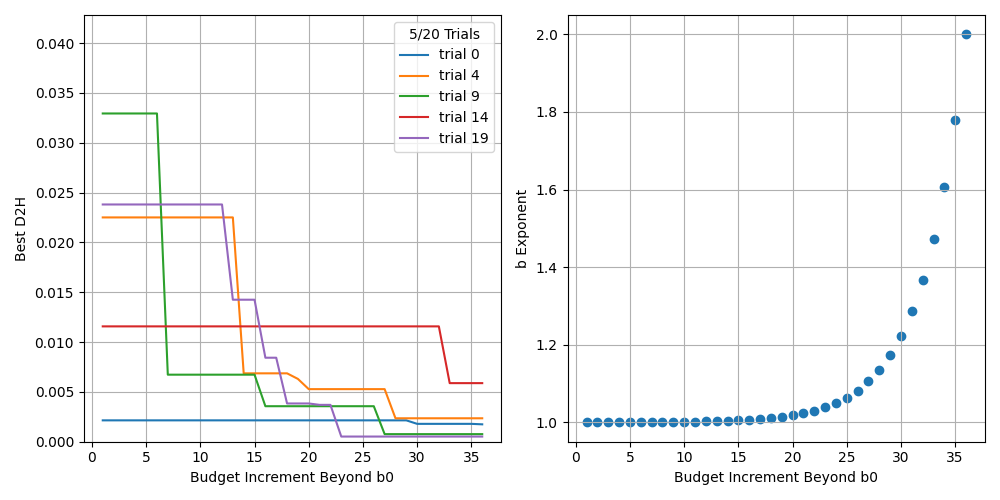 5/20 Trials
trial 0
trial 4
trial 9
trial 14
trial 19
Best D2H
0.040
0.035
0.030
0.025
0.020
0.015
0.010
0.005
0.000
0 5 10 15 20 25 30 35
Budget Increment Beyond b0
b Exponent
2.0
1.8
1.6
1.4
1.2
1.0
0 5 10 15 20 25 30 35
Budget Increment Beyond b0